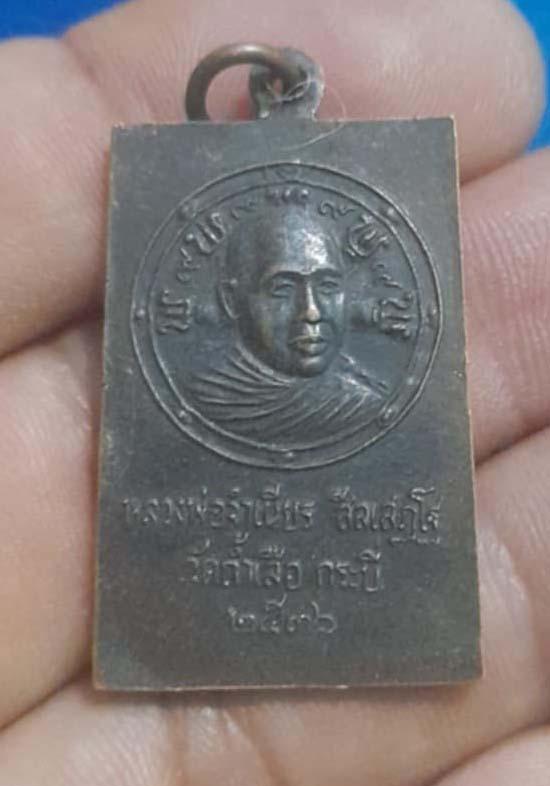 หลวงพ่อจำเนียร สีลเสฏฺโฐ
วัดถ้ำเสือ กระบี่
๒๕๓๖